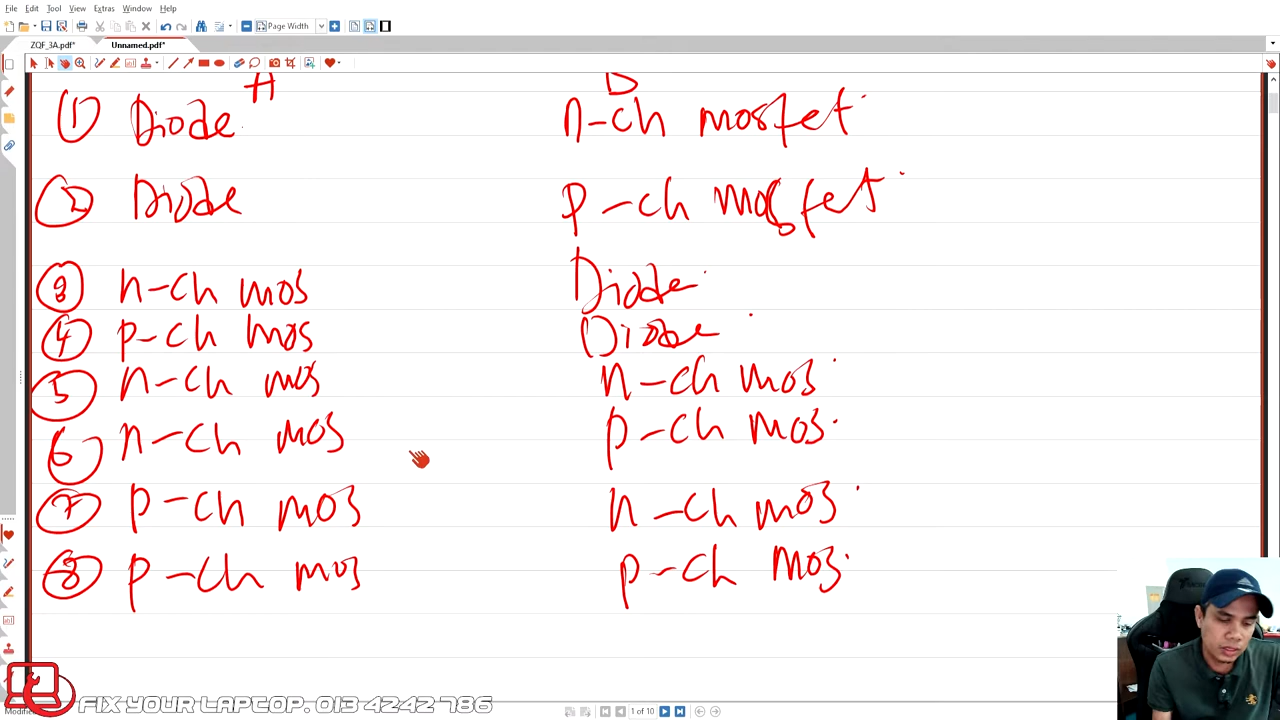 File Edit Tool View Extras Window Help
Page Width
ZQF_3A.pdf* Unnamed.pdf*
A B
① Diode n-ch mosfet
② Diode p-ch mosfet
③ n-ch mos Diode
④ p-ch mos Diode
⑤ n-ch mos n-ch mos
⑥ n-ch mos p-ch mos
⑦ p-ch mos n-ch mos
⑧ p-ch mos p-ch mos
FIX YOUR LAPTOP. 013 4242 786
1 of 10